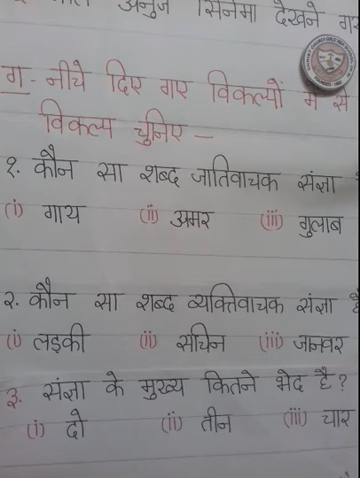 अनुज सिनेमा देखने
ग - नीचे दिए गए विकल्पों में से
विकल्प चुनिए –
१. कौन सा शब्द जातिवाचक संज्ञा
(i) गाय (ii) अमर (iii) गुलाब
२. कौन सा शब्द व्यक्तिवाचक संज्ञा है
(i) लड़की (ii) सचिन (iii) जानवर
३. संज्ञा के मुख्य कितने भेद है?
(i) दो (ii) तीन (iii) चार